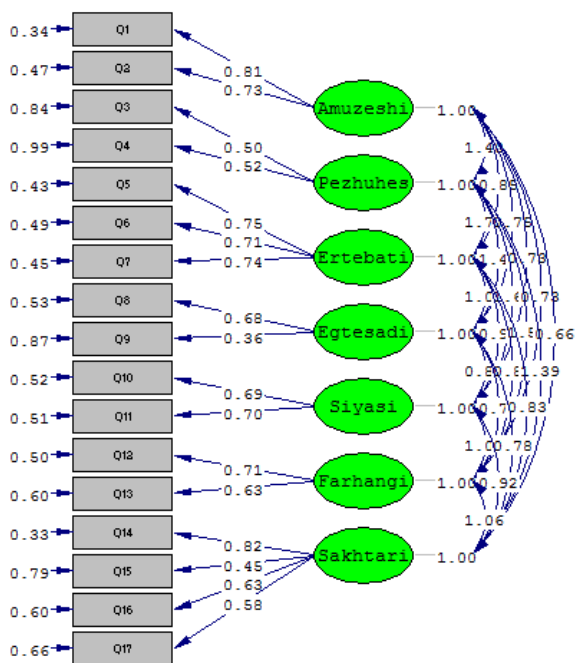 0.34 Q1
0.47 Q2 0.81
0.73
0.84 Q3 Amuzeshi 1.00
0.99 Q4 0.50
0.52
0.43 Q5 Pezhuhes 1.00
0.49 Q6 0.75
0.71
0.45 Q7 0.74 Ertebati 1.00
0.53 Q8 0.73
0.68
0.87 Q9 0.36 Egtesadi 1.00 0.66
0.52 Q10 1.39
0.69
0.51 Q11 0.70 Siyasi 1.00 0.83
0.50 Q12 0.71 0.78
0.60 Q13 0.63 Farhangi 1.00 0.92
0.33 Q14 1.06
0.82
0.79 Q15 0.45 Sakhtari 1.00
0.63
0.60 Q16 0.58
0.66 Q17